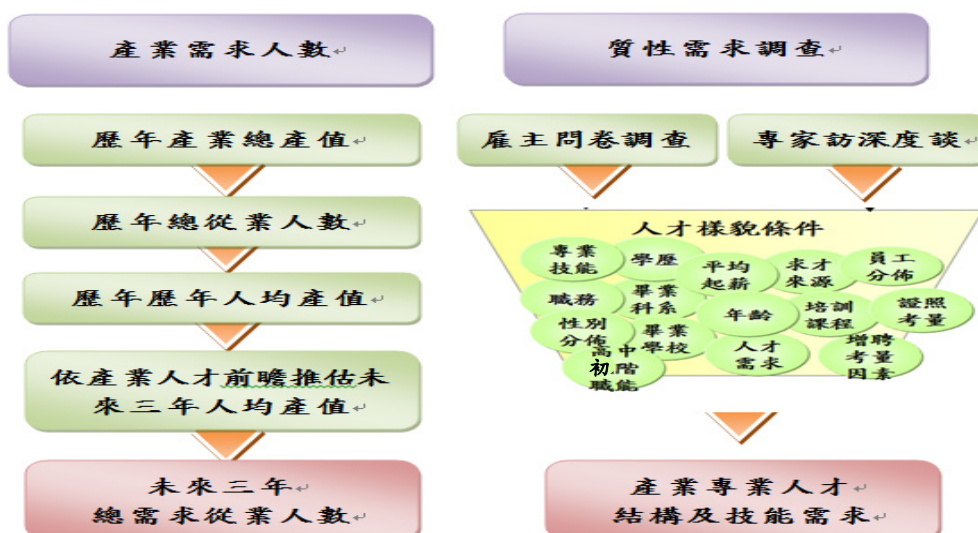 產業需求人數
歷年產業總產值
歷年總從業人數
歷年歷年人均產值
依產業人才前瞻推估未
來三年人均產值
未來三年
總需求從業人數
質性需求調查
雇主問卷調查
專家訪深度談
人才樣貌條件
專業
技能
學歷
平均
起薪
求才
來源
員工
分佈
職務
畢業
科系
年齡
培訓
課程
證照
考量
性別
分佈
畢業
學校
人才
需求
增聘
考量
因素
高中
初階
職能
產業專業人才
結構及技能需求